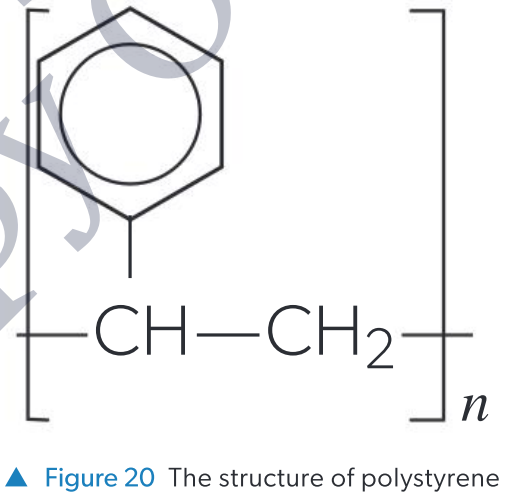 CH—CH₂
n
▲ Figure 20 The structure of polystyrene